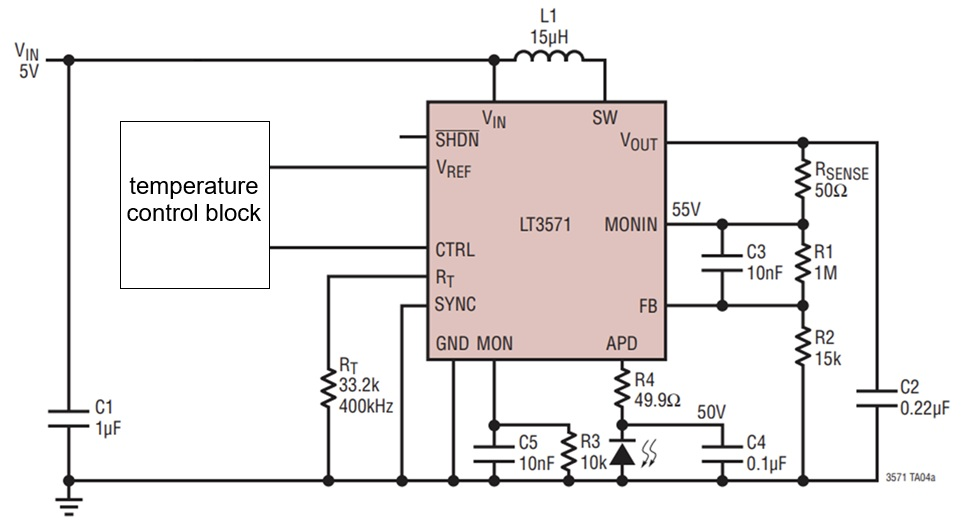 L1
15µH
VIN
5V
VIN
SW
SHDN
VOUT
VREF
RSENSE
50Ω
temperature
control block
55V
LT3571
MONIN
CTRL
C3
10nF
R1
1M
RT
SYNC
FB
GND MON
APD
R2
15k
RT
33.2k
400kHz
R4
49.9Ω
C1
1µF
50V
C2
0.22µF
C5
10nF
R3
10k
C4
0.1µF
3571 TA04a